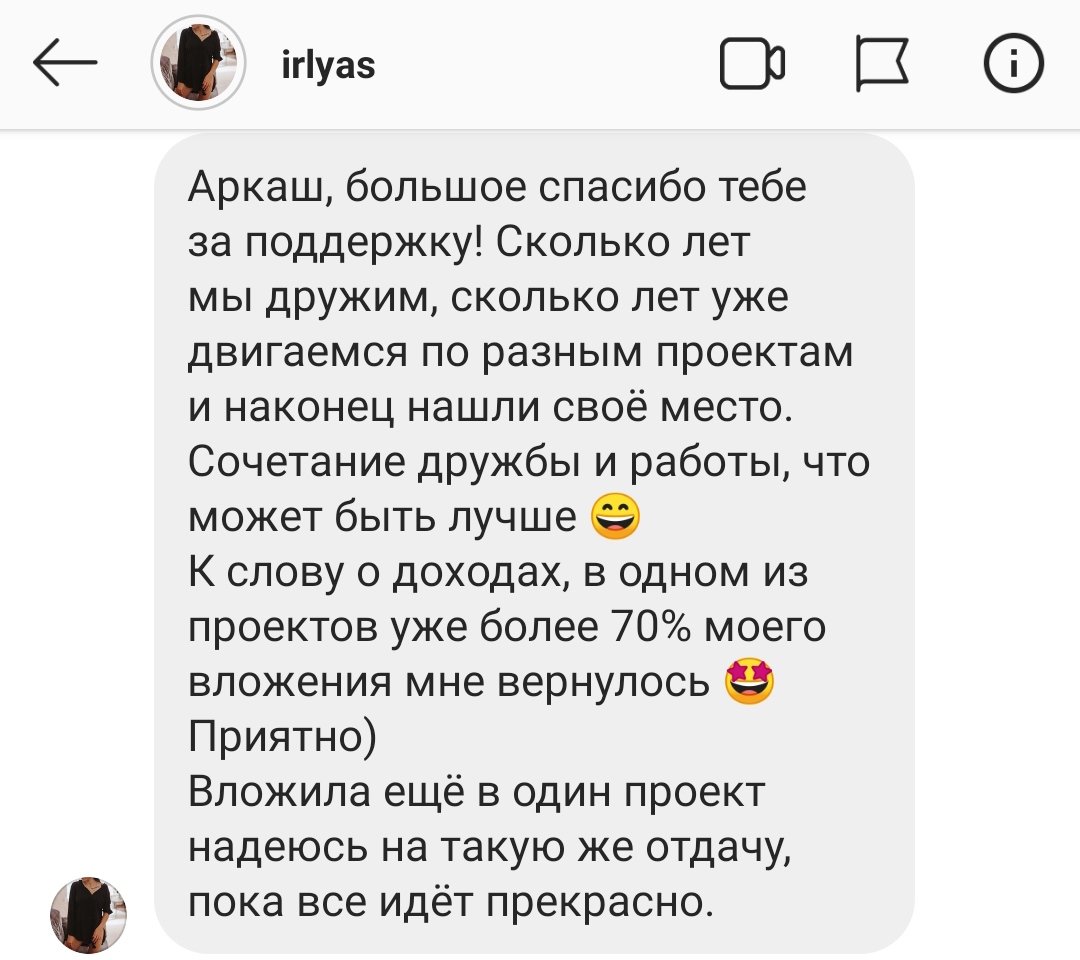 irlyas
Аркаш, большое спасибо тебе
за поддержку! Сколько лет
мы дружим, сколько лет уже
двигаемся по разным проектам
и наконец нашли своё место.
Сочетание дружбы и работы, что
может быть лучше 😄
К слову о доходах, в одном из
проектов уже более 70% моего
вложения мне вернулось 🤩
Приятно)
Вложила ещё в один проект
надеюсь на такую же отдачу,
пока все идёт прекрасно.